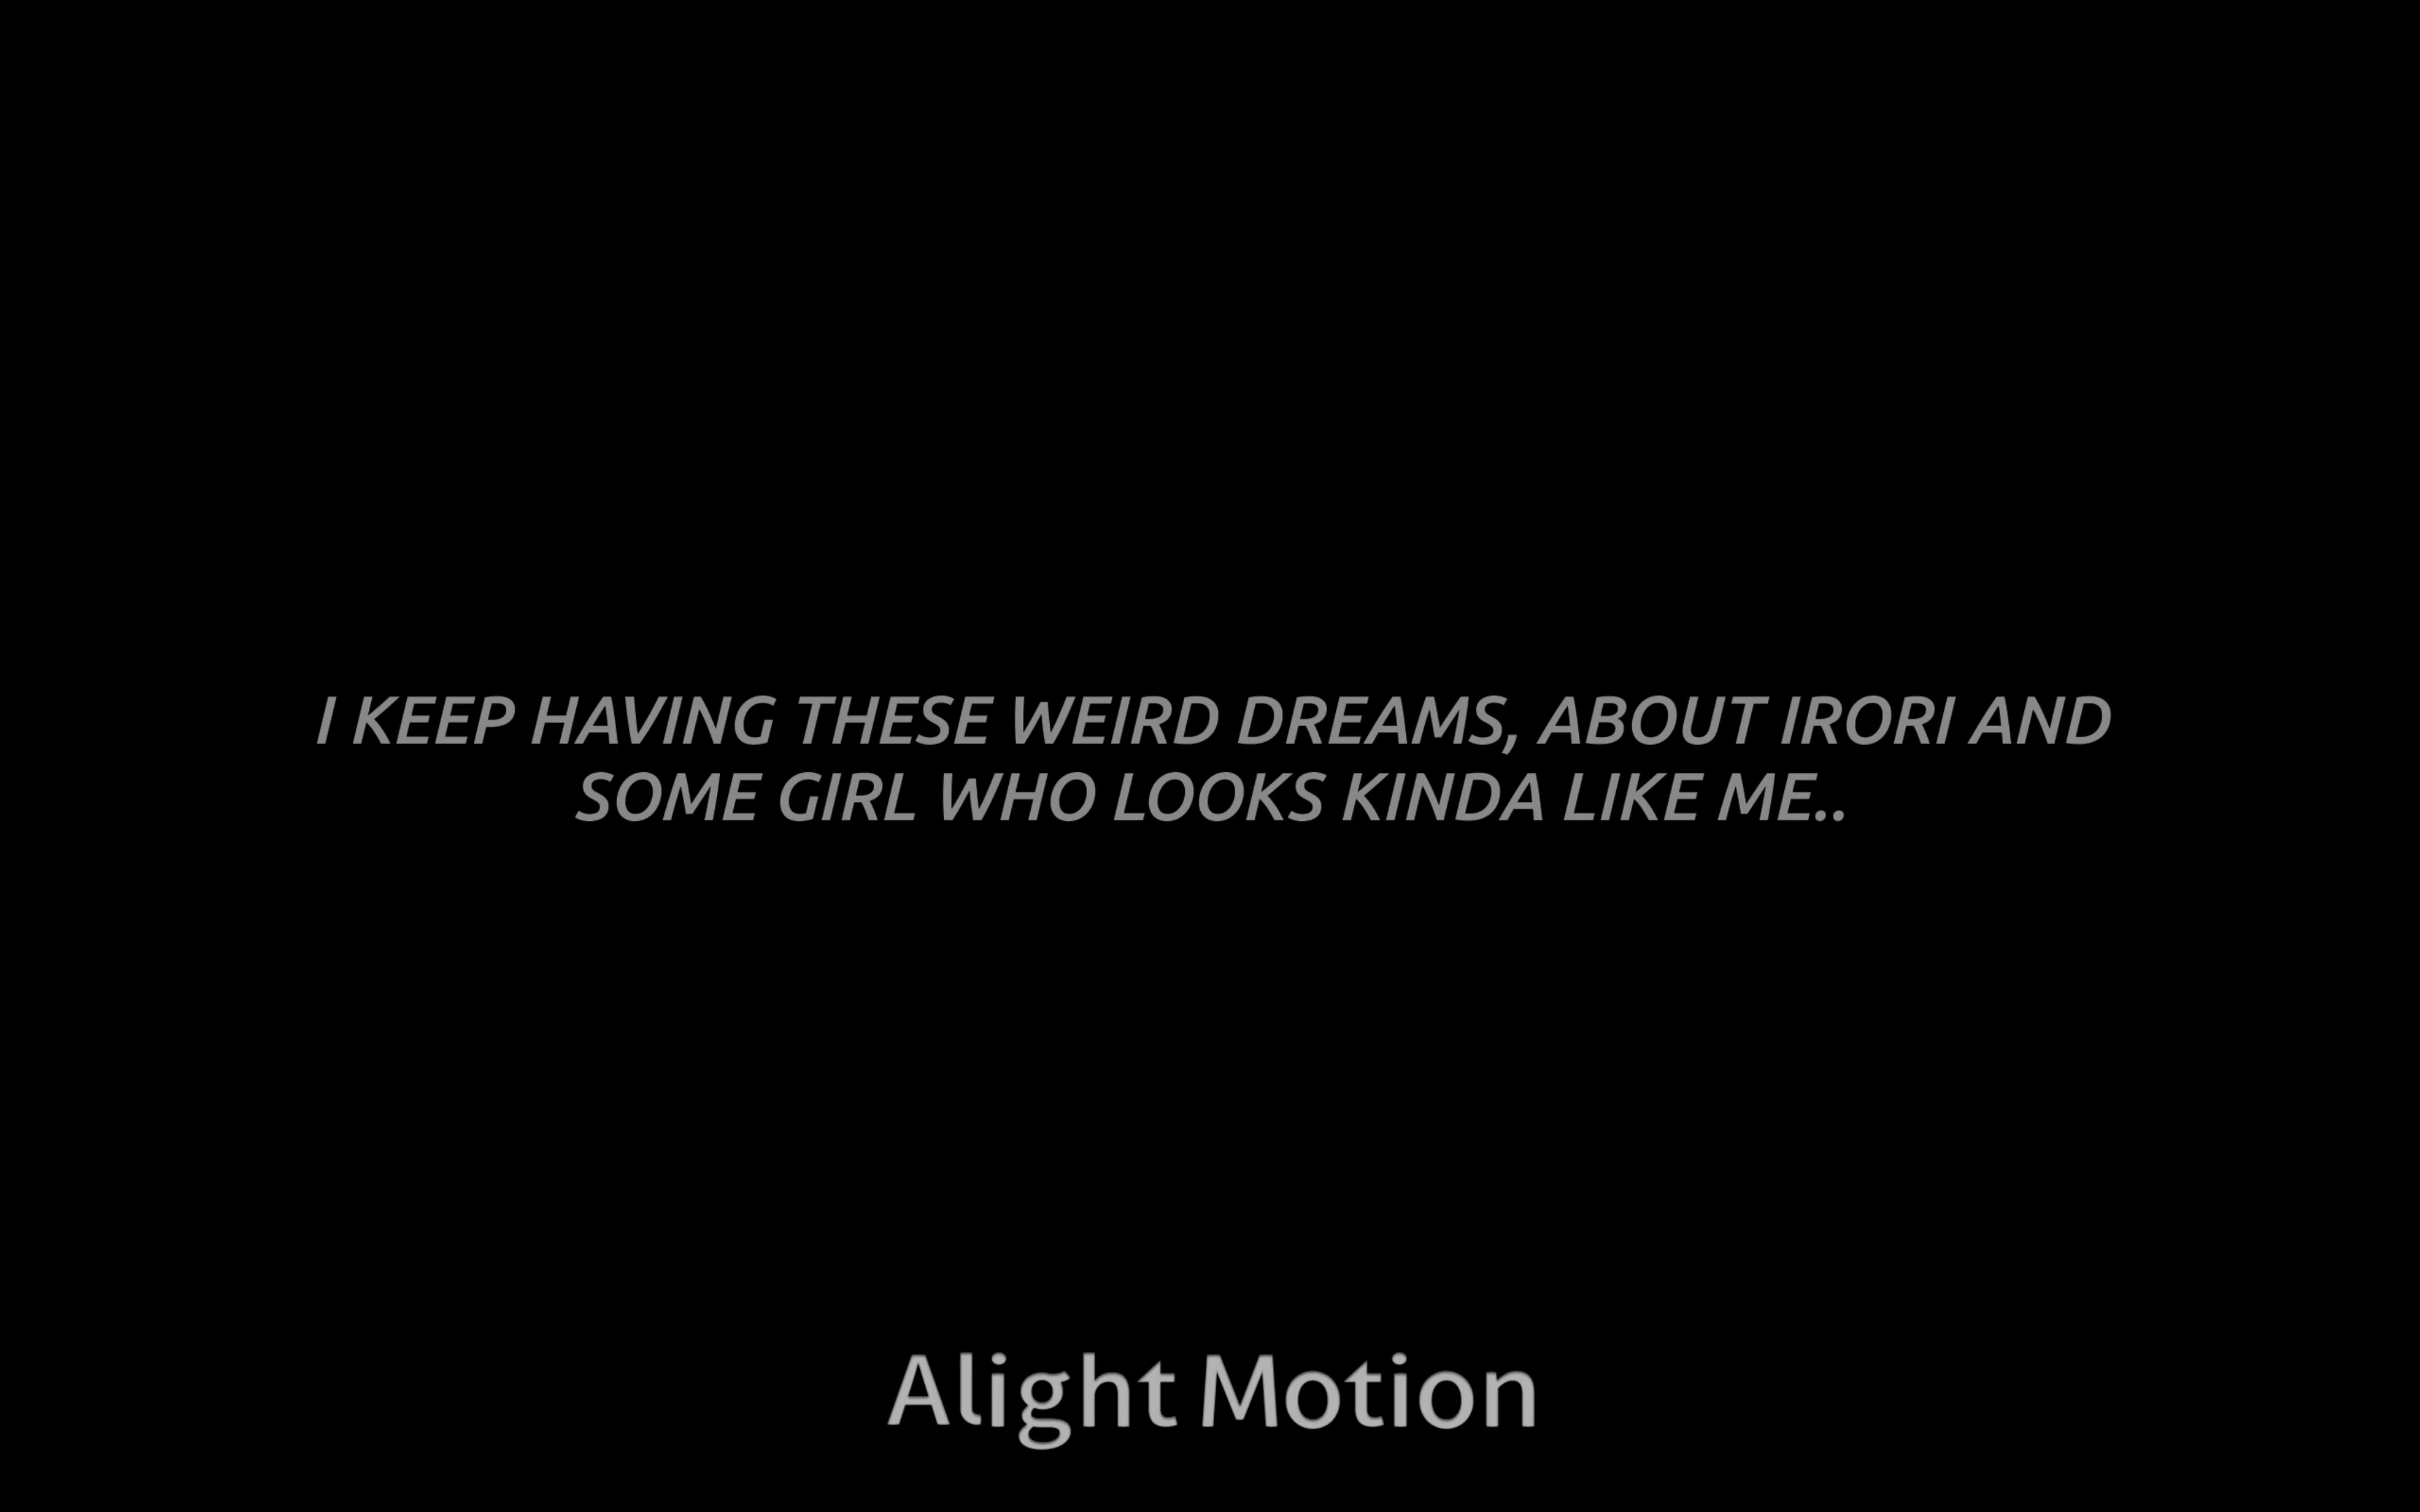 I KEEP HAVING THESE WEIRD DREAMS, ABOUT IRORI AND
SOME GIRL WHO LOOKS KINDA LIKE ME..
Alight Motion